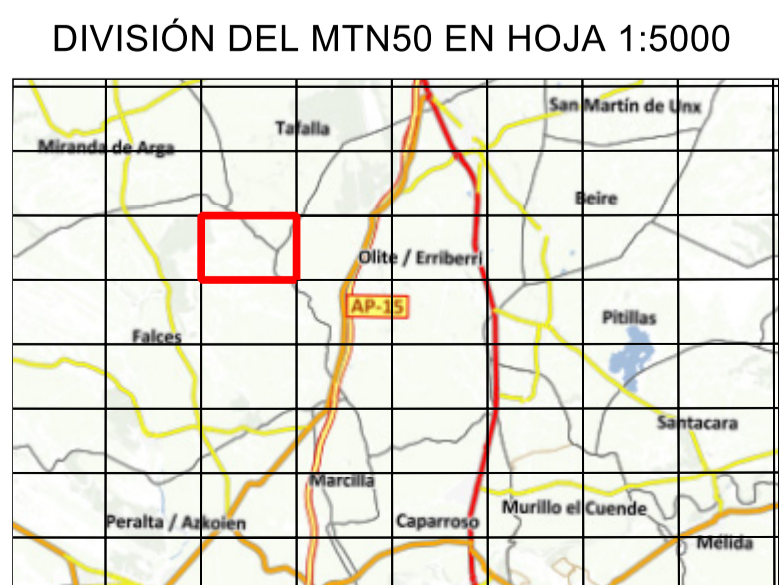 DIVISIÓN DEL MTN50 EN HOJA 1:5000
San Martín de Unx
Tafalla
Miranda de Arga
Beire
Olite / Erriberri
AP-15
Pitillas
Falces
Santacara
Marcilla
Murillo el Cuende
Peralta / Azkoien
Caparroso
Mélida